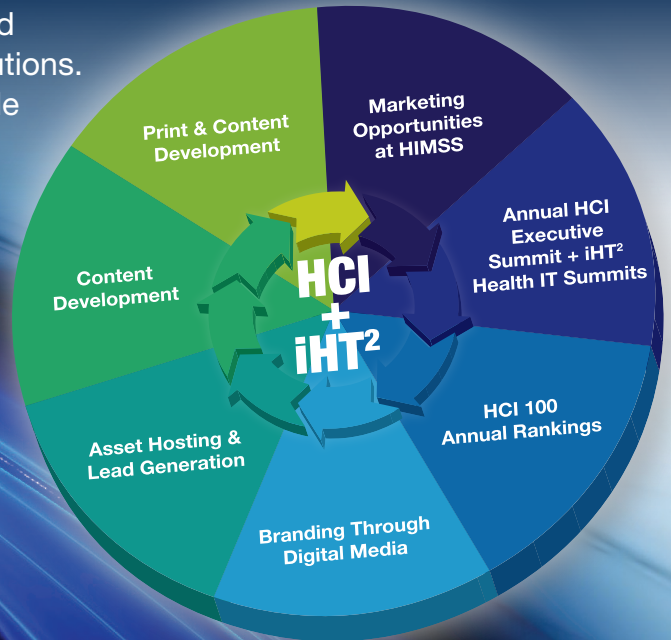 Print & Content
Development
Marketing
Opportunities
at HIMSS
Annual HCI
Executive
Summit + iHT²
Health IT Summits
HCI 100
Annual Rankings
Branding Through
Digital Media
Asset Hosting &
Lead Generation
Content
Development
HCI
+
iHT²